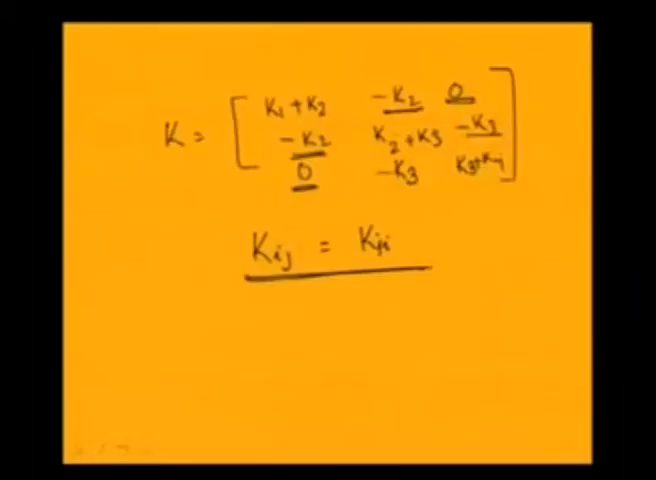 K = [ K₁ + K₂ -K₂ 0
-K₂ K₂ + K₃ -K₃
0 -K₃ K₃+K₄ ]
Kij = Kji